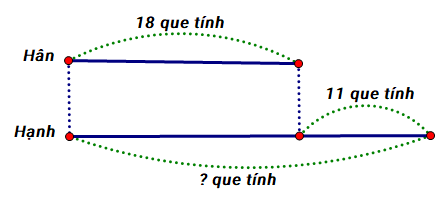 18 que tính
Hân
11 que tính
Hạnh
? que tính